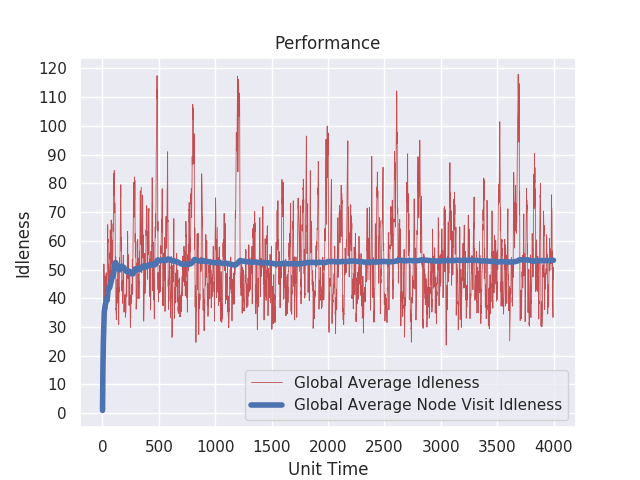 Performance
120
110
100
90
80
70
60
50
40
30
20
10
0
Idleness
Global Average Idleness
Global Average Node Visit Idleness
0 500 1000 1500 2000 2500 3000 3500 4000
Unit Time